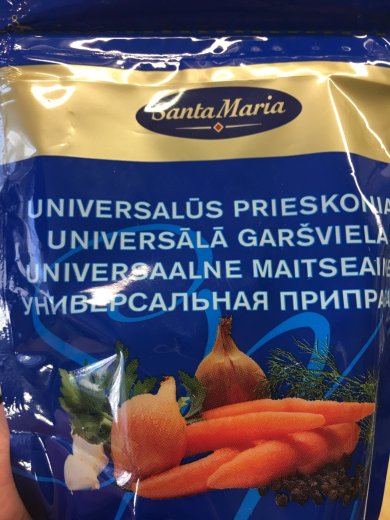 Santa Maria
UNIVERSALŪS PRIESKONIA
UNIVERSĀLĀ GARŠVIELA
UNIVERSAALNE MAITSEAI
УНИВЕРСАЛЬНАЯ ПРИПРА